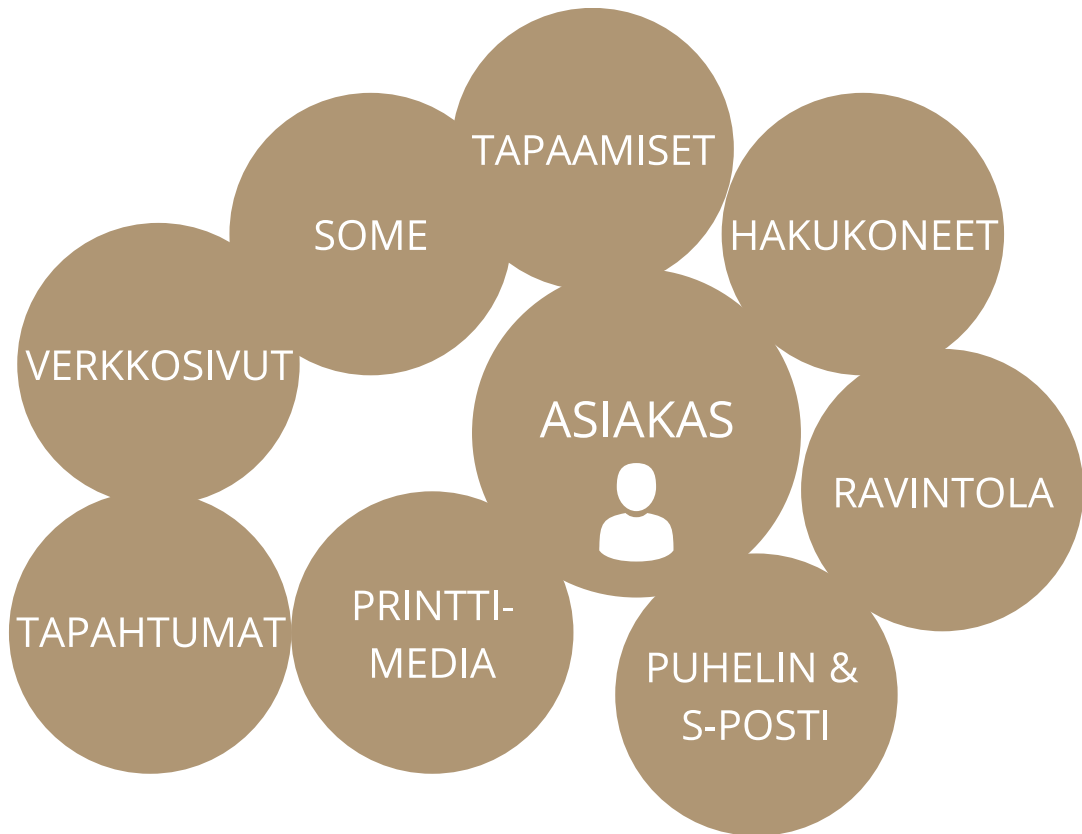 TAPAAMISET
SOME
HAKUKONEET
VERKKOSIVUT
ASIAKAS
RAVINTOLA
TAPAHTUMAT
PRINTTI-
MEDIA
PUHELIN &
S-POSTI